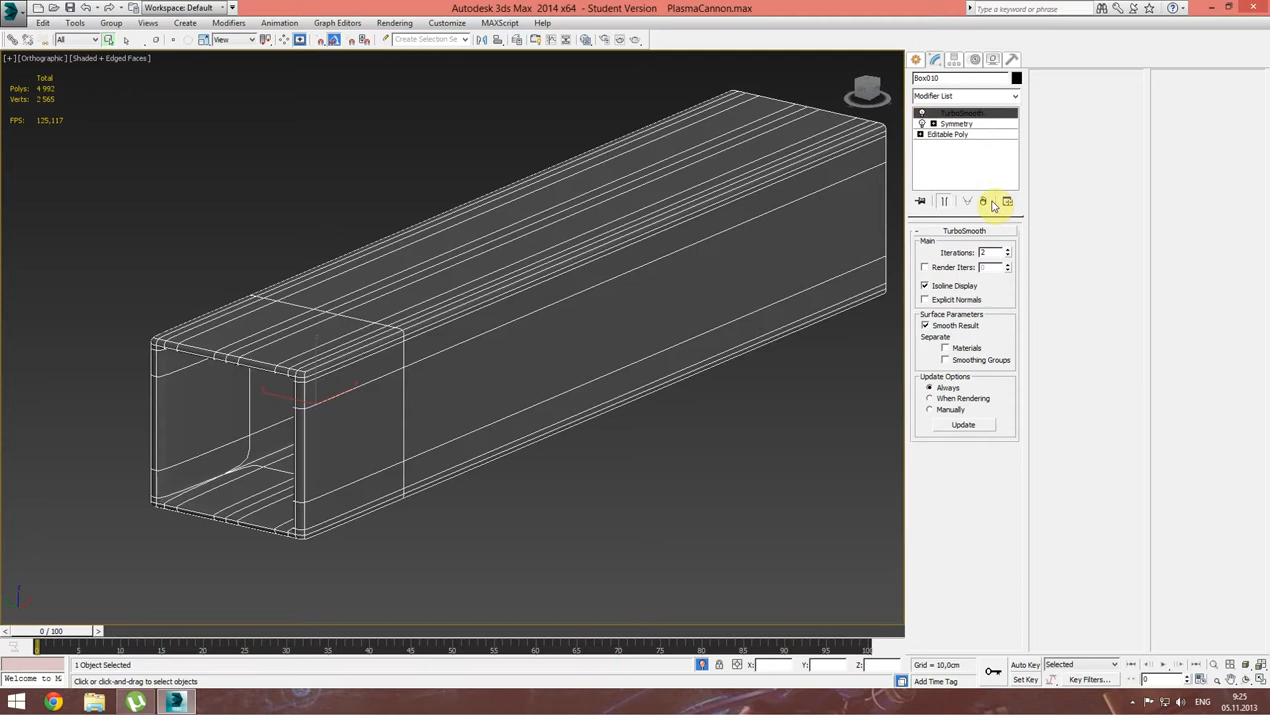 Workspace: Default
Autodesk 3ds Max 2014 x64 - Student Version PlasmaCannon.max
Type a keyword or phrase
Edit Tools Group Views Create Modifiers Animation Graph Editors Rendering Customize MAXScript Help
All View Create Selection Se
[+] [Orthographic] [Shaded + Edged Faces]
Total
Polys: 4 992
Verts: 2 565
FPS: 125,117
Box010
Modifier List
TurboSmooth
Symmetry
Editable Poly
TurboSmooth
Main
Iterations: 2
Render Iters: 0
Isoline Display
Explicit Normals
Surface Parameters
Smooth Result
Separate
Materials
Smoothing Groups
Update Options
Always
When Rendering
Manually
Update
0 / 100
0 5 10 15 20 25 30 35 40 45 50 55 60 65 70 75 80 85 90 95 100
1 Object Selected X: Y: Z: Grid = 10,0cm Auto Key Selected
Welcome to M Click or click-and-drag to select objects Add Time Tag Set Key Key Filters... 0
ENG
9:25
05.11.2013